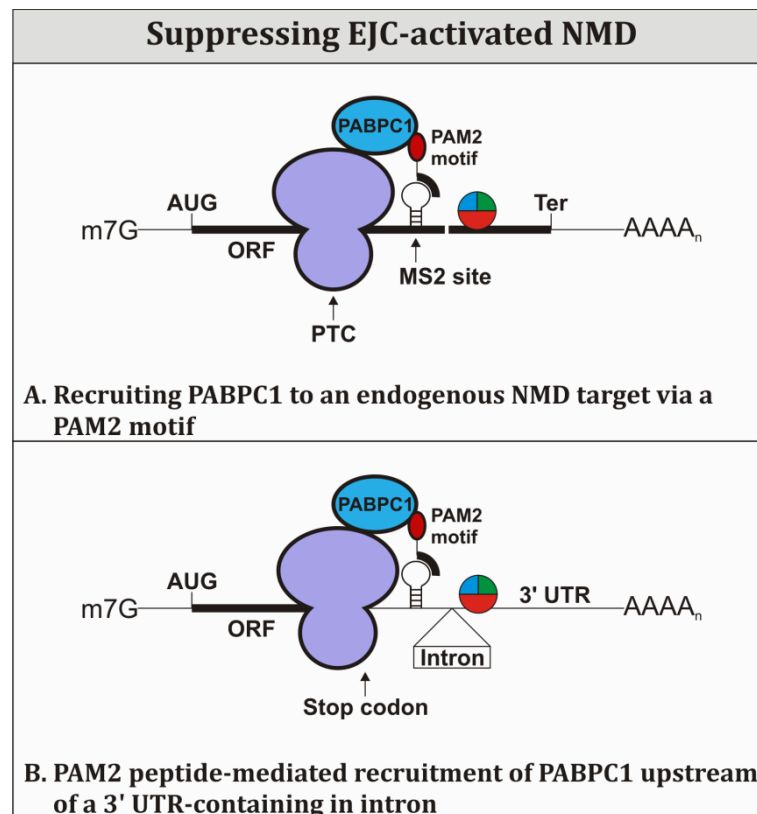 Suppressing EJC-activated NMD
PABPC1
PAM2
motif
AUG
Ter
m7G
AAAAn
ORF
MS2 site
PTC
A. Recruiting PABPC1 to an endogenous NMD target via a
PAM2 motif
PABPC1
PAM2
motif
AUG
3' UTR
m7G
AAAAn
ORF
Intron
Stop codon
B. PAM2 peptide-mediated recruitment of PABPC1 upstream
of a 3' UTR-containing in intron